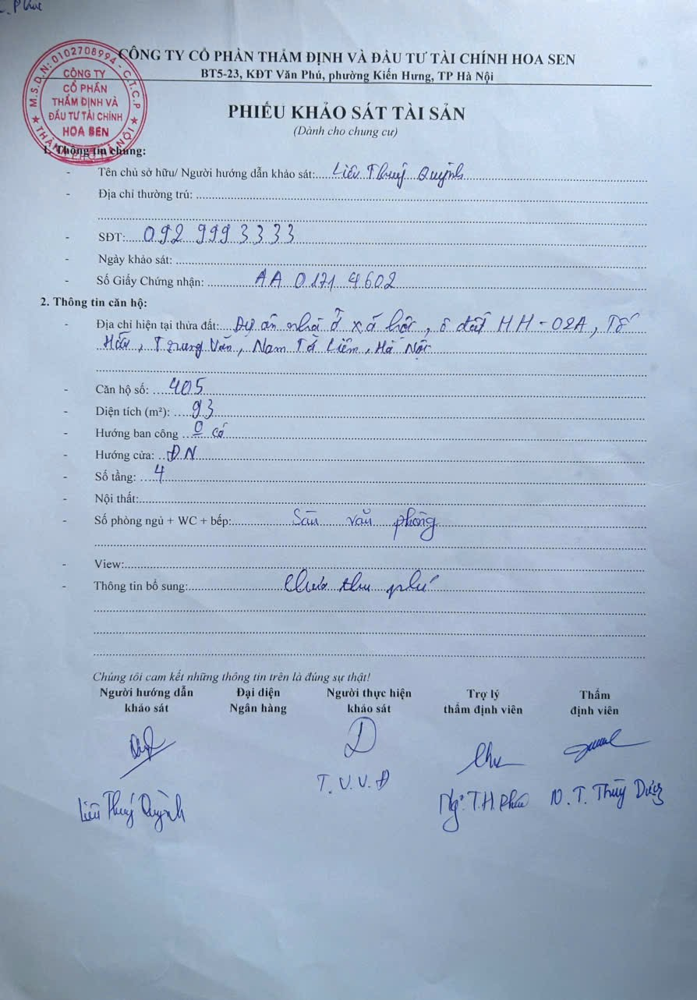 C. Phúc
CÔNG TY CỔ PHẦN THẨM ĐỊNH VÀ ĐẦU TƯ TÀI CHÍNH HOA SEN
BT5-23, KĐT Văn Phú, phường Kiến Hưng, TP Hà Nội
M.S.D.N: 0102708994 - C.T.C.P
CÔNG TY
CỔ PHẦN
THẨM ĐỊNH VÀ
ĐẦU TƯ TÀI CHÍNH
HOA SEN
THÀNH PHỐ HÀ NỘI
PHIẾU KHẢO SÁT TÀI SẢN
(Dành cho chung cư)
1. Thông tin chung:
- Tên chủ sở hữu/ Người hướng dẫn khảo sát: Liêu Thuý Quỳnh
- Địa chỉ thường trú:
- SĐT: 092 999 3333
- Ngày khảo sát:
- Số Giấy Chứng nhận: AA 0171 4602
2. Thông tin căn hộ:
- Địa chỉ hiện tại thửa đất: Dự án nhà ở xã hội, ô đất HH-02A, Tố
Hữu, Trung Văn, Nam Từ Liêm, Hà Nội
- Căn hộ số: 405
- Diện tích (m²): 93
- Hướng ban công 0 có
- Hướng cửa: ĐN
- Số tầng: 4
- Nội thất:
- Số phòng ngủ + WC + bếp: Sàn văn phòng
- View:
- Thông tin bổ sung: Chưa thu phí
Chúng tôi cam kết những thông tin trên là đúng sự thật!
Người hướng dẫn Đại diện Người thực hiện Trợ lý Thẩm
khảo sát Ngân hàng khảo sát thẩm định viên định viên
T.V.V.Đ
Liêu Thuý Quỳnh Ng. T.H. Phúc N.T. Thùy Dương